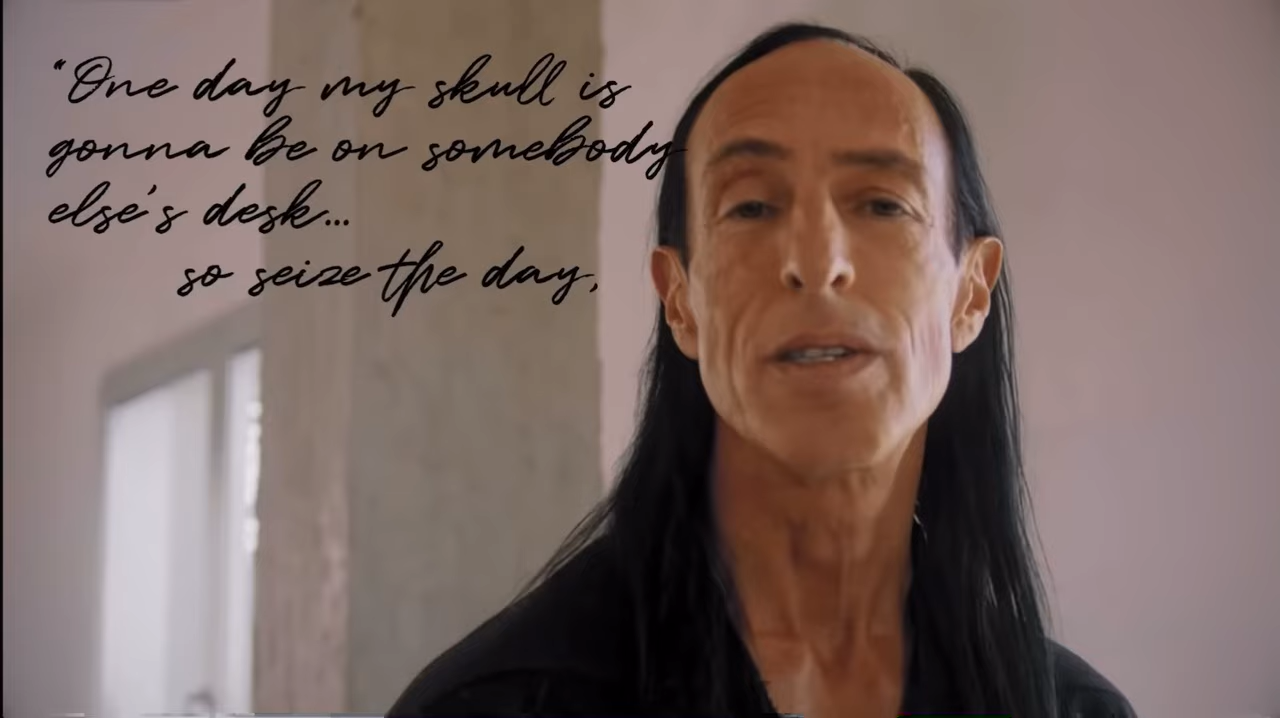 “One day my skull is
gonna be on somebody
else's desk...
so seize the day,